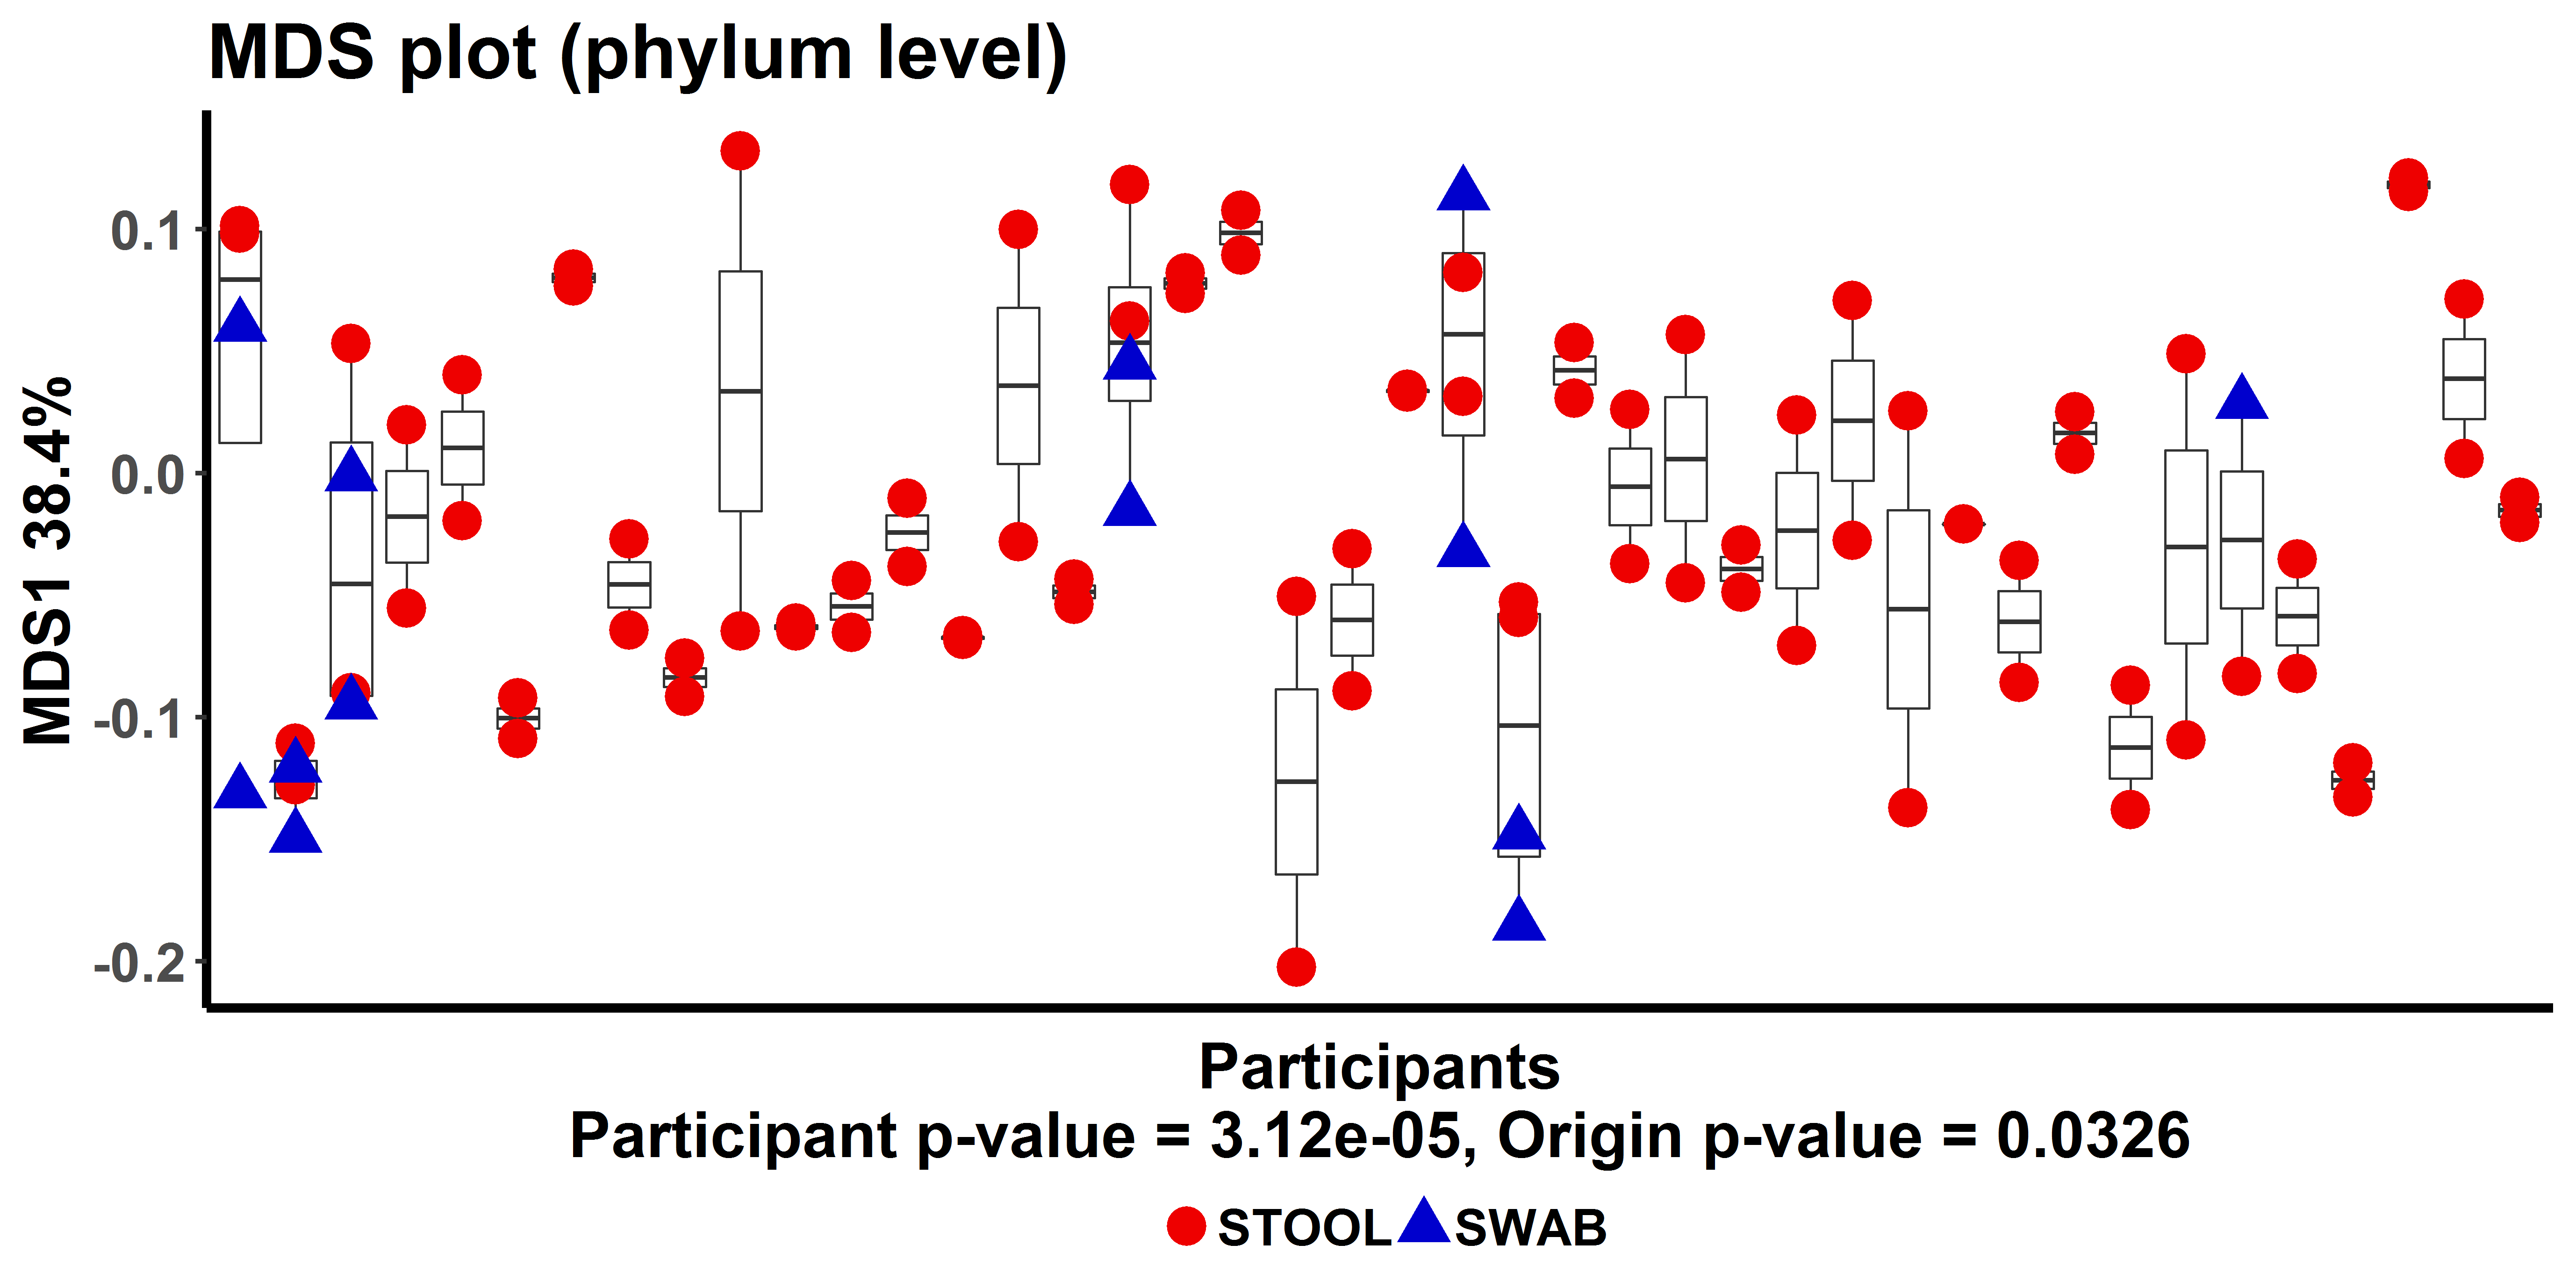 MDS plot (phylum level)
MDS1 38.4%
0.1
0.0
-0.1
-0.2
Participants
Participant p-value = 3.12e-05, Origin p-value = 0.0326
STOOL SWAB